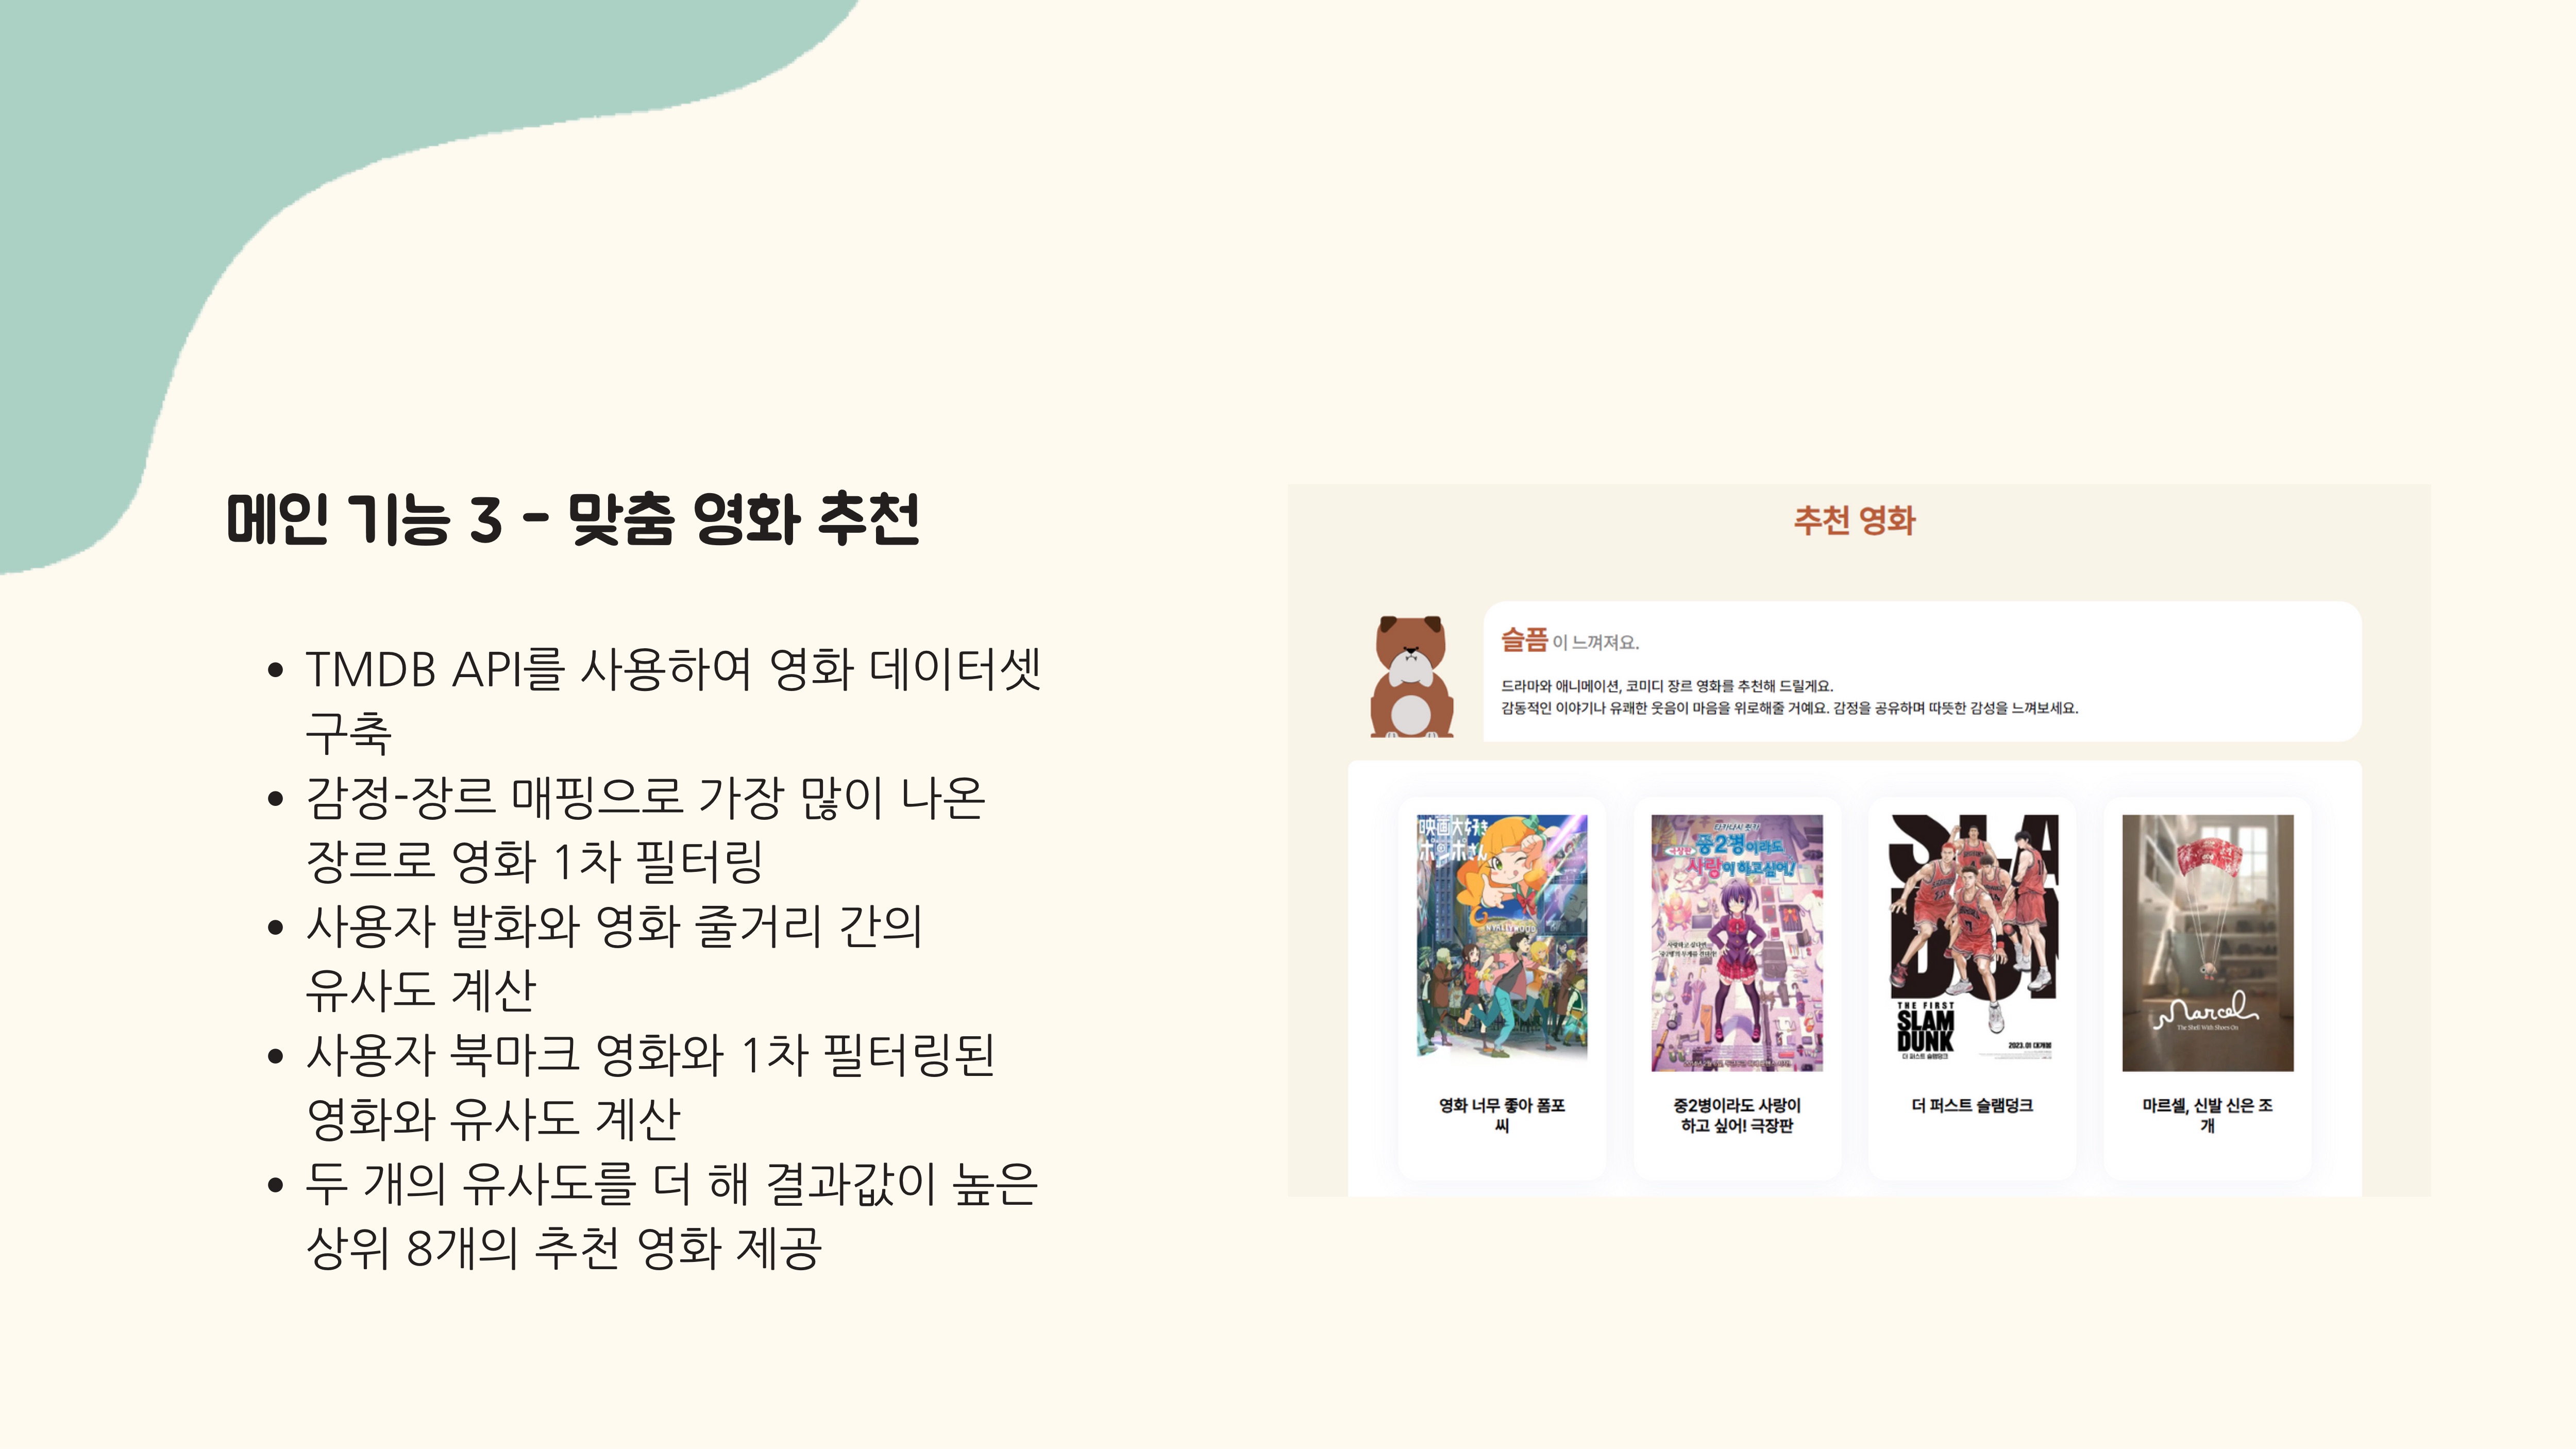 메인 기능 3 - 맞춤 영화 추천
• TMDB API를 사용하여 영화 데이터셋
구축
• 감정-장르 매핑으로 가장 많이 나온
장르로 영화 1차 필터링
• 사용자 발화와 영화 줄거리 간의
유사도 계산
• 사용자 북마크 영화와 1차 필터링된
영화와 유사도 계산
• 두 개의 유사도를 더 해 결과값이 높은
상위 8개의 추천 영화 제공
추천 영화
슬픔 이 느껴져요.
드라마와 애니메이션, 코미디 장르 영화를 추천해 드릴게요.
감동적인 이야기나 유쾌한 웃음이 마음을 위로해줄 거예요. 감정을 공유하며 따뜻한 감성을 느껴보세요.
映画大好き
ポンポさん
영화 너무 좋아 폼포
씨
극장판 중2병이라도
사랑이 하고싶어!
중2병이라도 사랑이
하고 싶어! 극장판
SLA
DU
THE FIRST
SLAM
DUNK
더 퍼스트 슬램덩크
2023.01 대개봉
더 퍼스트 슬램덩크
Marcel
The Shell With Shoes On
마르셀, 신발 신은 조
개